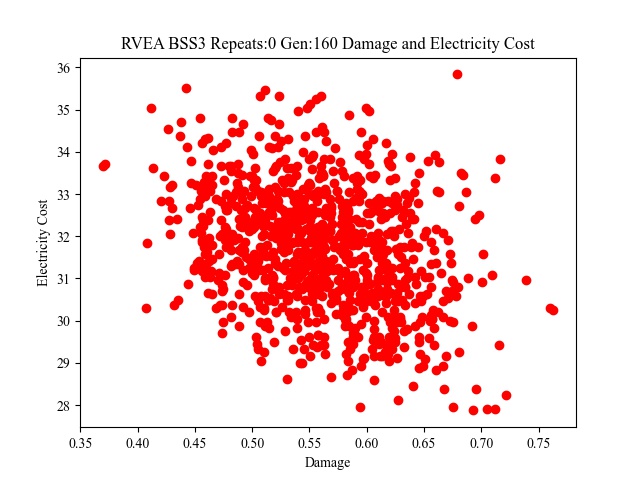 RVEA BSS3 Repeats:0 Gen:160 Damage and Electricity Cost
36
35
34
33
32
31
30
29
28
Electricity Cost
0.35 0.40 0.45 0.50 0.55 0.60 0.65 0.70 0.75
Damage